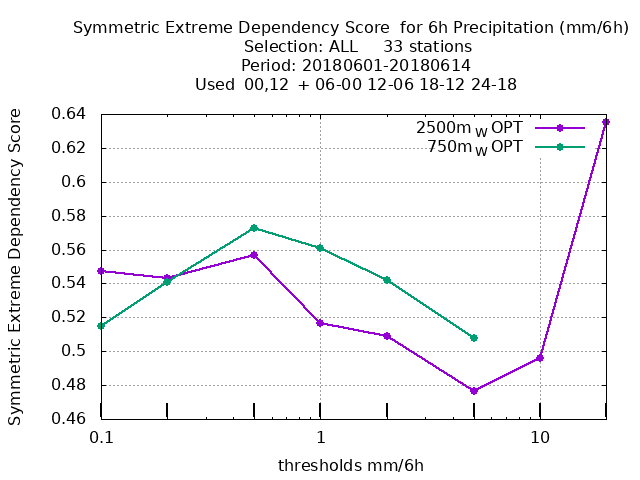 Symmetric Extreme Dependency Score  for 6h Precipitation (mm/6h)
Selection: ALL     33 stations
Period: 20180601-20180614
Used  00,12  + 06-00 12-06 18-12 24-18
Symmetric Extreme Dependency Score
0.64
0.62
0.6
0.58
0.56
0.54
0.52
0.5
0.48
0.46
2500m_W OPT
750m_W OPT
0.1
1
10
thresholds mm/6h